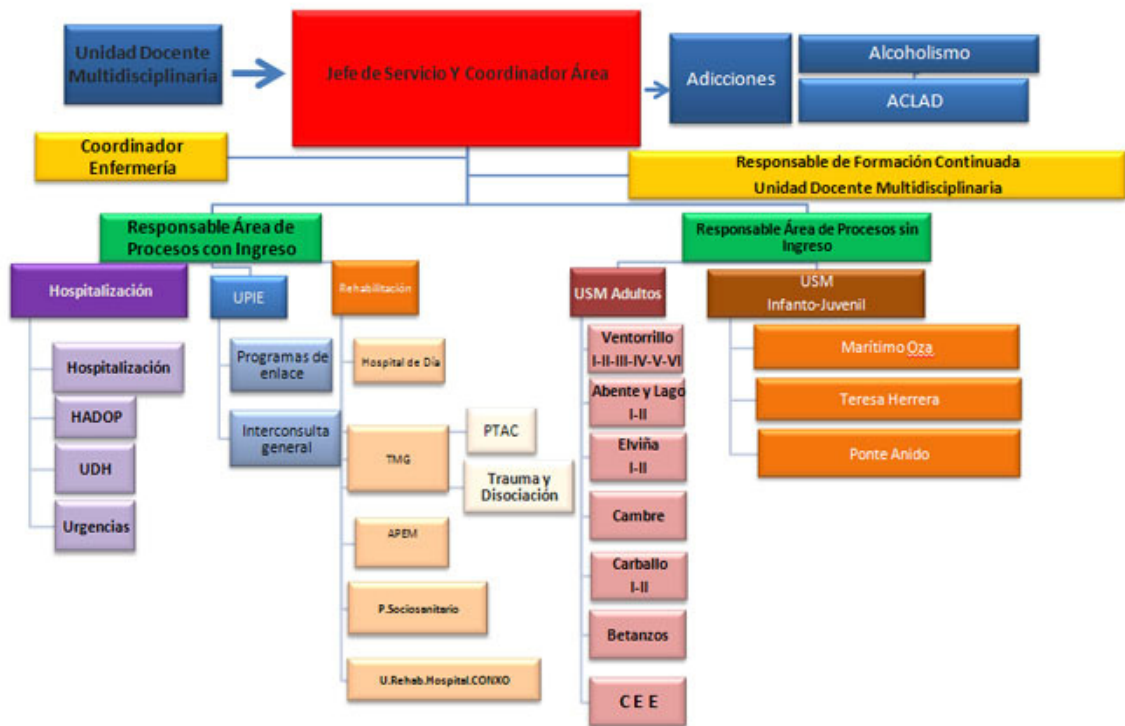 Unidad Docente
Multidisciplinaria
Jefe de Servicio Y Coordinador Área
Adicciones
Alcoholismo
ACLAD
Coordinador
Enfermería
Responsable de Formación Continuada
Unidad Docente Multidisciplinaria
Responsable Área de
Procesos con Ingreso
Responsable Área de Procesos sin
Ingreso
Hospitalización
UPIE
Rehabilitación
USM Adultos
USM
Infanto-Juvenil
Hospitalización
HADOP
UDH
Urgencias
Programas de
enlace
Interconsulta
general
Hospital de Día
TMG
PTAC
Trauma y
Disociación
APEM
P.Sociosanitario
U.Rehab.Hospital.CONXO
Ventorrillo
I-II-III-IV-V-VI
Abente y Lago
I-II
Elviña
I-II
Cambre
Carballo
I-II
Betanzos
C E E
Marítimo Oza
Teresa Herrera
Ponte Anido